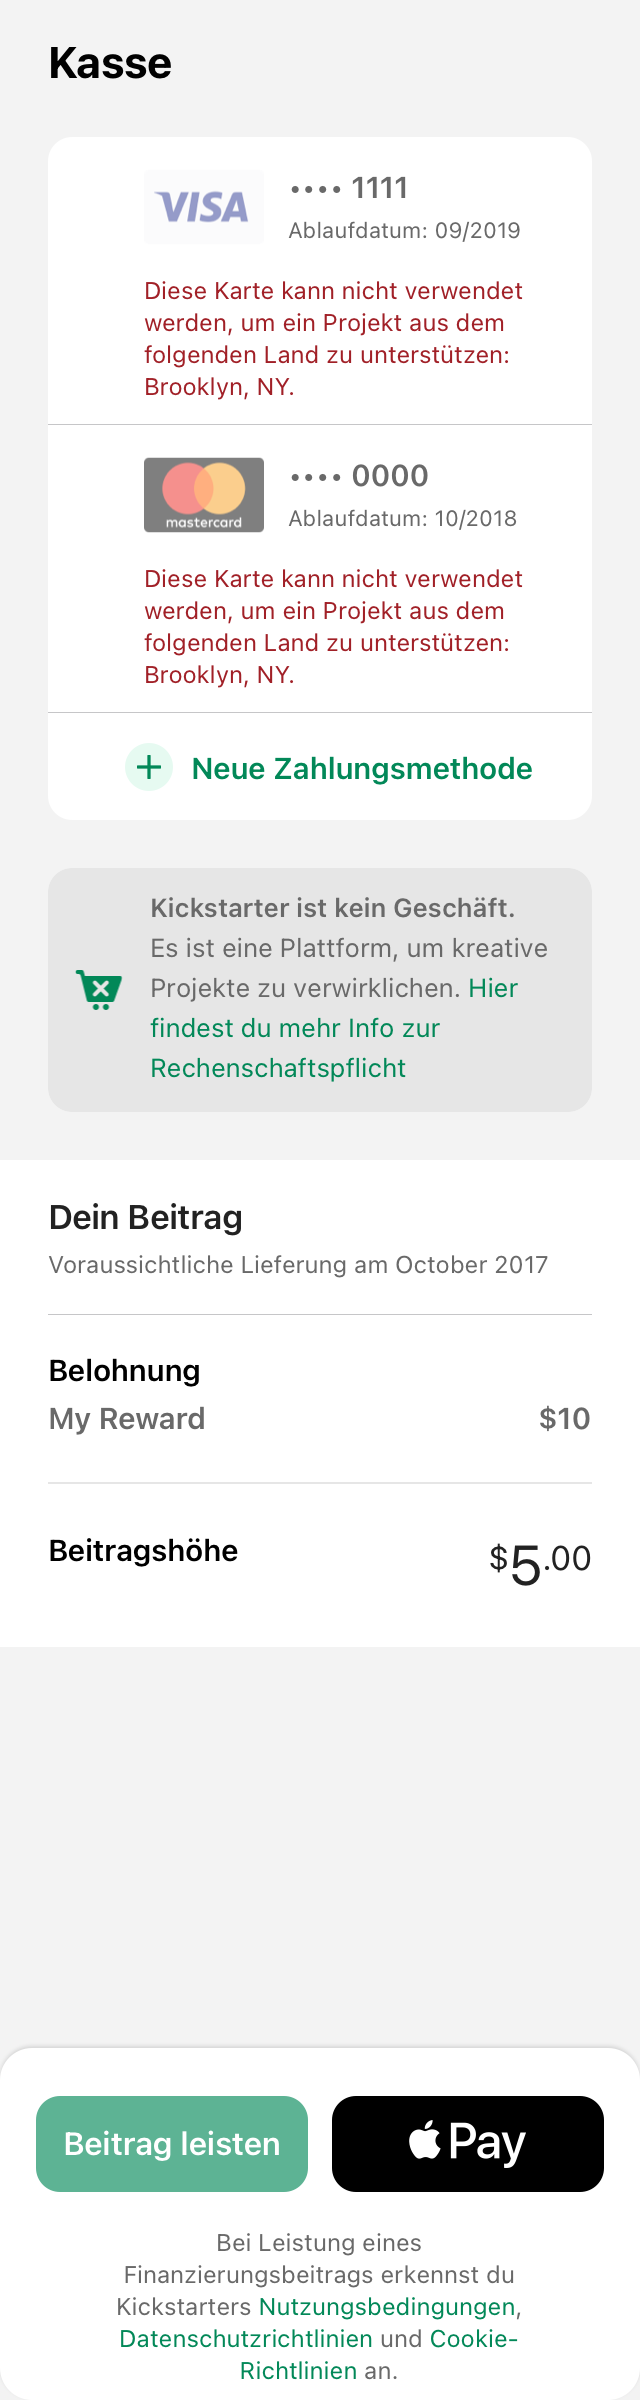 Kasse
VISA
•••• 1111
Ablaufdatum: 09/2019
Diese Karte kann nicht verwendet
werden, um ein Projekt aus dem
folgenden Land zu unterstützen:
Brooklyn, NY.
mastercard
•••• 0000
Ablaufdatum: 10/2018
Diese Karte kann nicht verwendet
werden, um ein Projekt aus dem
folgenden Land zu unterstützen:
Brooklyn, NY.
Neue Zahlungsmethode
Kickstarter ist kein Geschäft.
Es ist eine Plattform, um kreative
Projekte zu verwirklichen. Hier
findest du mehr Info zur
Rechenschaftspflicht
Dein Beitrag
Voraussichtliche Lieferung am October 2017
Belohnung
My Reward $10
Beitragshöhe $5.00
Beitrag leisten Pay
Bei Leistung eines
Finanzierungsbeitrags erkennst du
Kickstarters Nutzungsbedingungen,
Datenschutzrichtlinien und Cookie-
Richtlinien an.